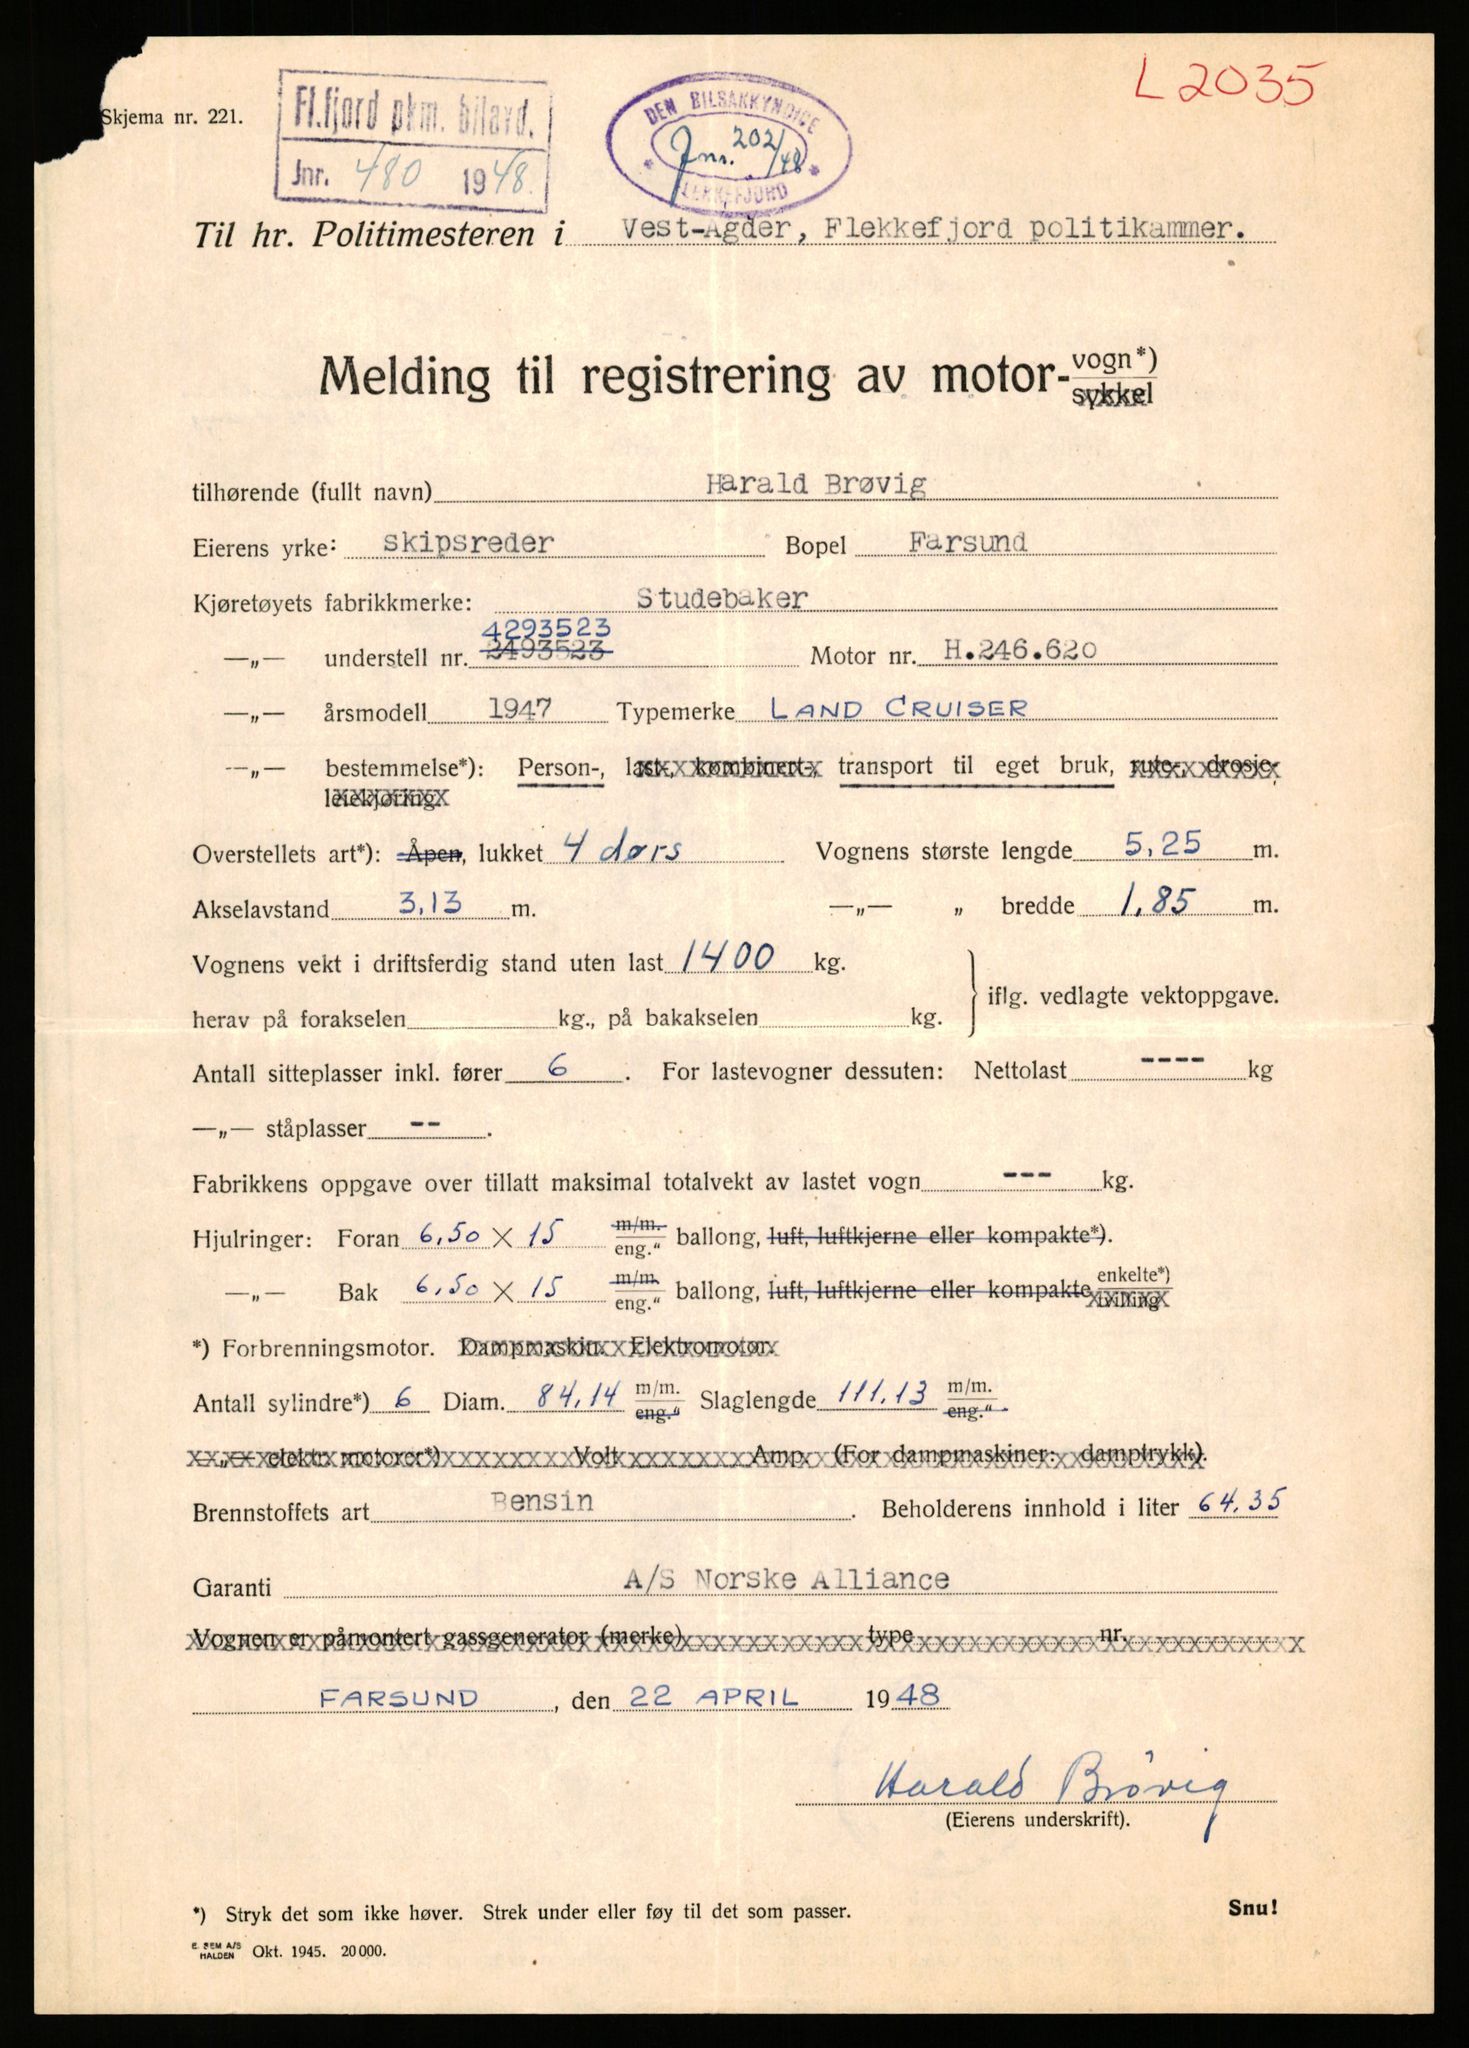 L 2035
Skjema nr. 221.
Fl.fjord pkm. bilavd.
Jnr. 480 1948.
DEN BILSAKKYNDIGE
Jnr. 202/48
FLEKKEFJORD
Til hr. Politimesteren i Vest-Agder, Flekkefjord politikammer.
Melding til registrering av motor-vogn*)
sykkel
tilhørende (fullt navn) Harald Brøvig
Eierens yrke: skipsreder Bopel Farsund
Kjøretøyets fabrikkmerke: Studebaker
4293523
—„— understell nr. 2493523 Motor nr. H.246.620
—„— årsmodell 1947 Typemerke LAND CRUISER
—„— bestemmelse*): Person-, last-, kombinert-, transport til eget bruk, rute-, drosje-,
leiekjøring
Overstellets art*): Åpen, lukket 4 dørs Vognens største lengde 5,25 m.
Akselavstand 3,13 m. —„— „ bredde 1,85 m.
Vognens vekt i driftsferdig stand uten last 1400 kg.
iflg. vedlagte vektoppgave.
herav på forakselen kg., på bakakselen kg.
Antall sitteplasser inkl. fører 6 . For lastevogner dessuten: Nettolast ---- kg
—„— ståplasser -- .
Fabrikkens oppgave over tillatt maksimal totalvekt av lastet vogn --- kg.
Hjulringer: Foran 6,50 X 15 m/m. eng.“ ballong, luft, luftkjerne eller kompakte*).
—„— Bak 6,50 X 15 m/m. eng.“ ballong, luft, luftkjerne eller kompakte enkelte*) tvilling
*) Forbrenningsmotor. Dampmaskin. Elektromotor.
Antall sylindre*) 6 Diam. 84,14 m/m. eng.“ Slaglengde 111,13 m/m. eng.“
—„— elektr. motorer*) Volt Amp. (For dampmaskiner: damptrykk).
Brennstoffets art Bensin . Beholderens innhold i liter 64,35
Garanti A/S Norske Alliance
Vognen er påmontert gassgenerator (merke) type nr.
FARSUND , den 22 APRIL 1948
Harald Brövig
(Eierens underskrift).
*) Stryk det som ikke høver. Strek under eller føy til det som passer.
Snu!
E. SEM A/S
HALDEN Okt. 1945. 20 000.